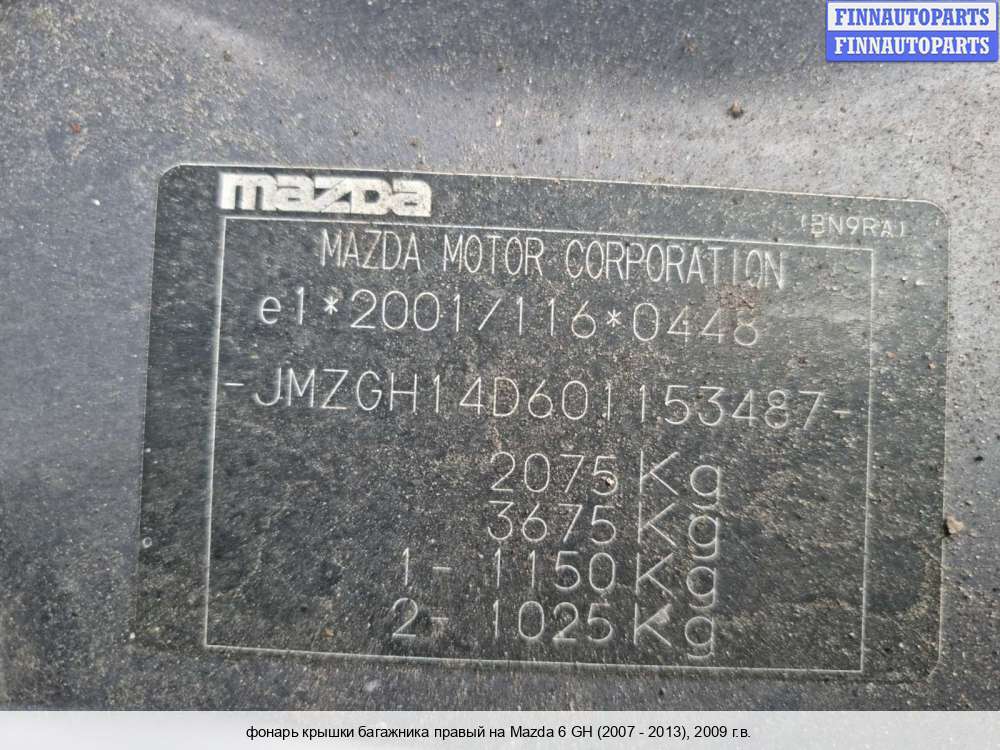 FINNAUTOPARTS
FINNAUTOPARTS
mazda
(BN9RA)
MAZDA MOTOR CORPORATION
e1*2001/116*0448
-JMZGH14D601153487-
2075 Kg
3675 Kg
1- 1150 Kg
2- 1025 Kg
фонарь крышки багажника правый на Mazda 6 GH (2007 - 2013), 2009 г.в.